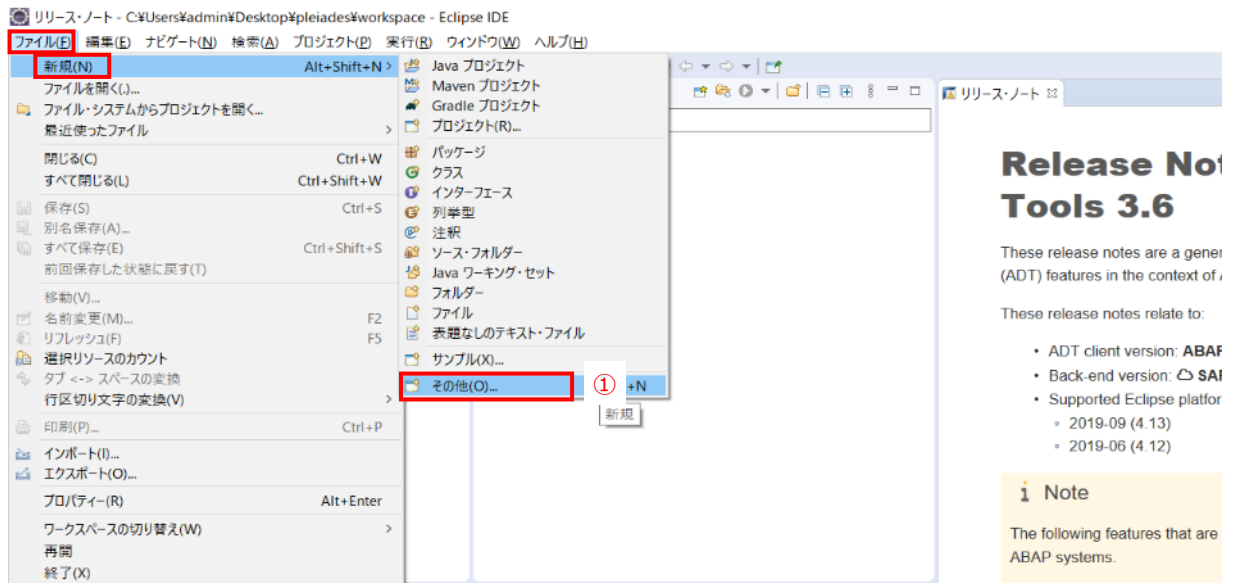 リリース・ノート - C:¥Users¥admin¥Desktop¥pleiades¥workspace - Eclipse IDE
ファイル(F) 編集(E) ナビゲート(N) 検索(A) プロジェクト(P) 実行(R) ウィンドウ(W) ヘルプ(H)
新規(N) Alt+Shift+N >
ファイルを開く(.)...
ファイル・システムからプロジェクトを開く...
最近使ったファイル >
閉じる(C) Ctrl+W
すべて閉じる(L) Ctrl+Shift+W
保存(S) Ctrl+S
別名保存(A)...
すべて保存(E) Ctrl+Shift+S
前回保存した状態に戻す(T)
移動(V)...
名前変更(M)... F2
リフレッシュ(F) F5
選択リソースのカウント
タブ <-> スペースの変換
行区切り文字の変換(V) >
印刷(P)... Ctrl+P
インポート(I)...
エクスポート(O)...
プロパティー(R) Alt+Enter
ワークスペースの切り替え(W) >
再開
終了(X)
Java プロジェクト
Maven プロジェクト
Gradle プロジェクト
プロジェクト(R)...
パッケージ
クラス
インターフェース
列挙型
注釈
ソース・フォルダー
Java ワーキング・セット
フォルダー
ファイル
表題なしのテキスト・ファイル
サンプル(X)...
その他(O)... ① +N
新規
リリース・ノート
Release Not
Tools 3.6
These release notes are a gener
(ADT) features in the context of
These release notes relate to:
• ADT client version: ABAP
• Back-end version: SAP
• Supported Eclipse platfor
◦ 2019-09 (4.13)
◦ 2019-06 (4.12)
i Note
The following features that are
ABAP systems.